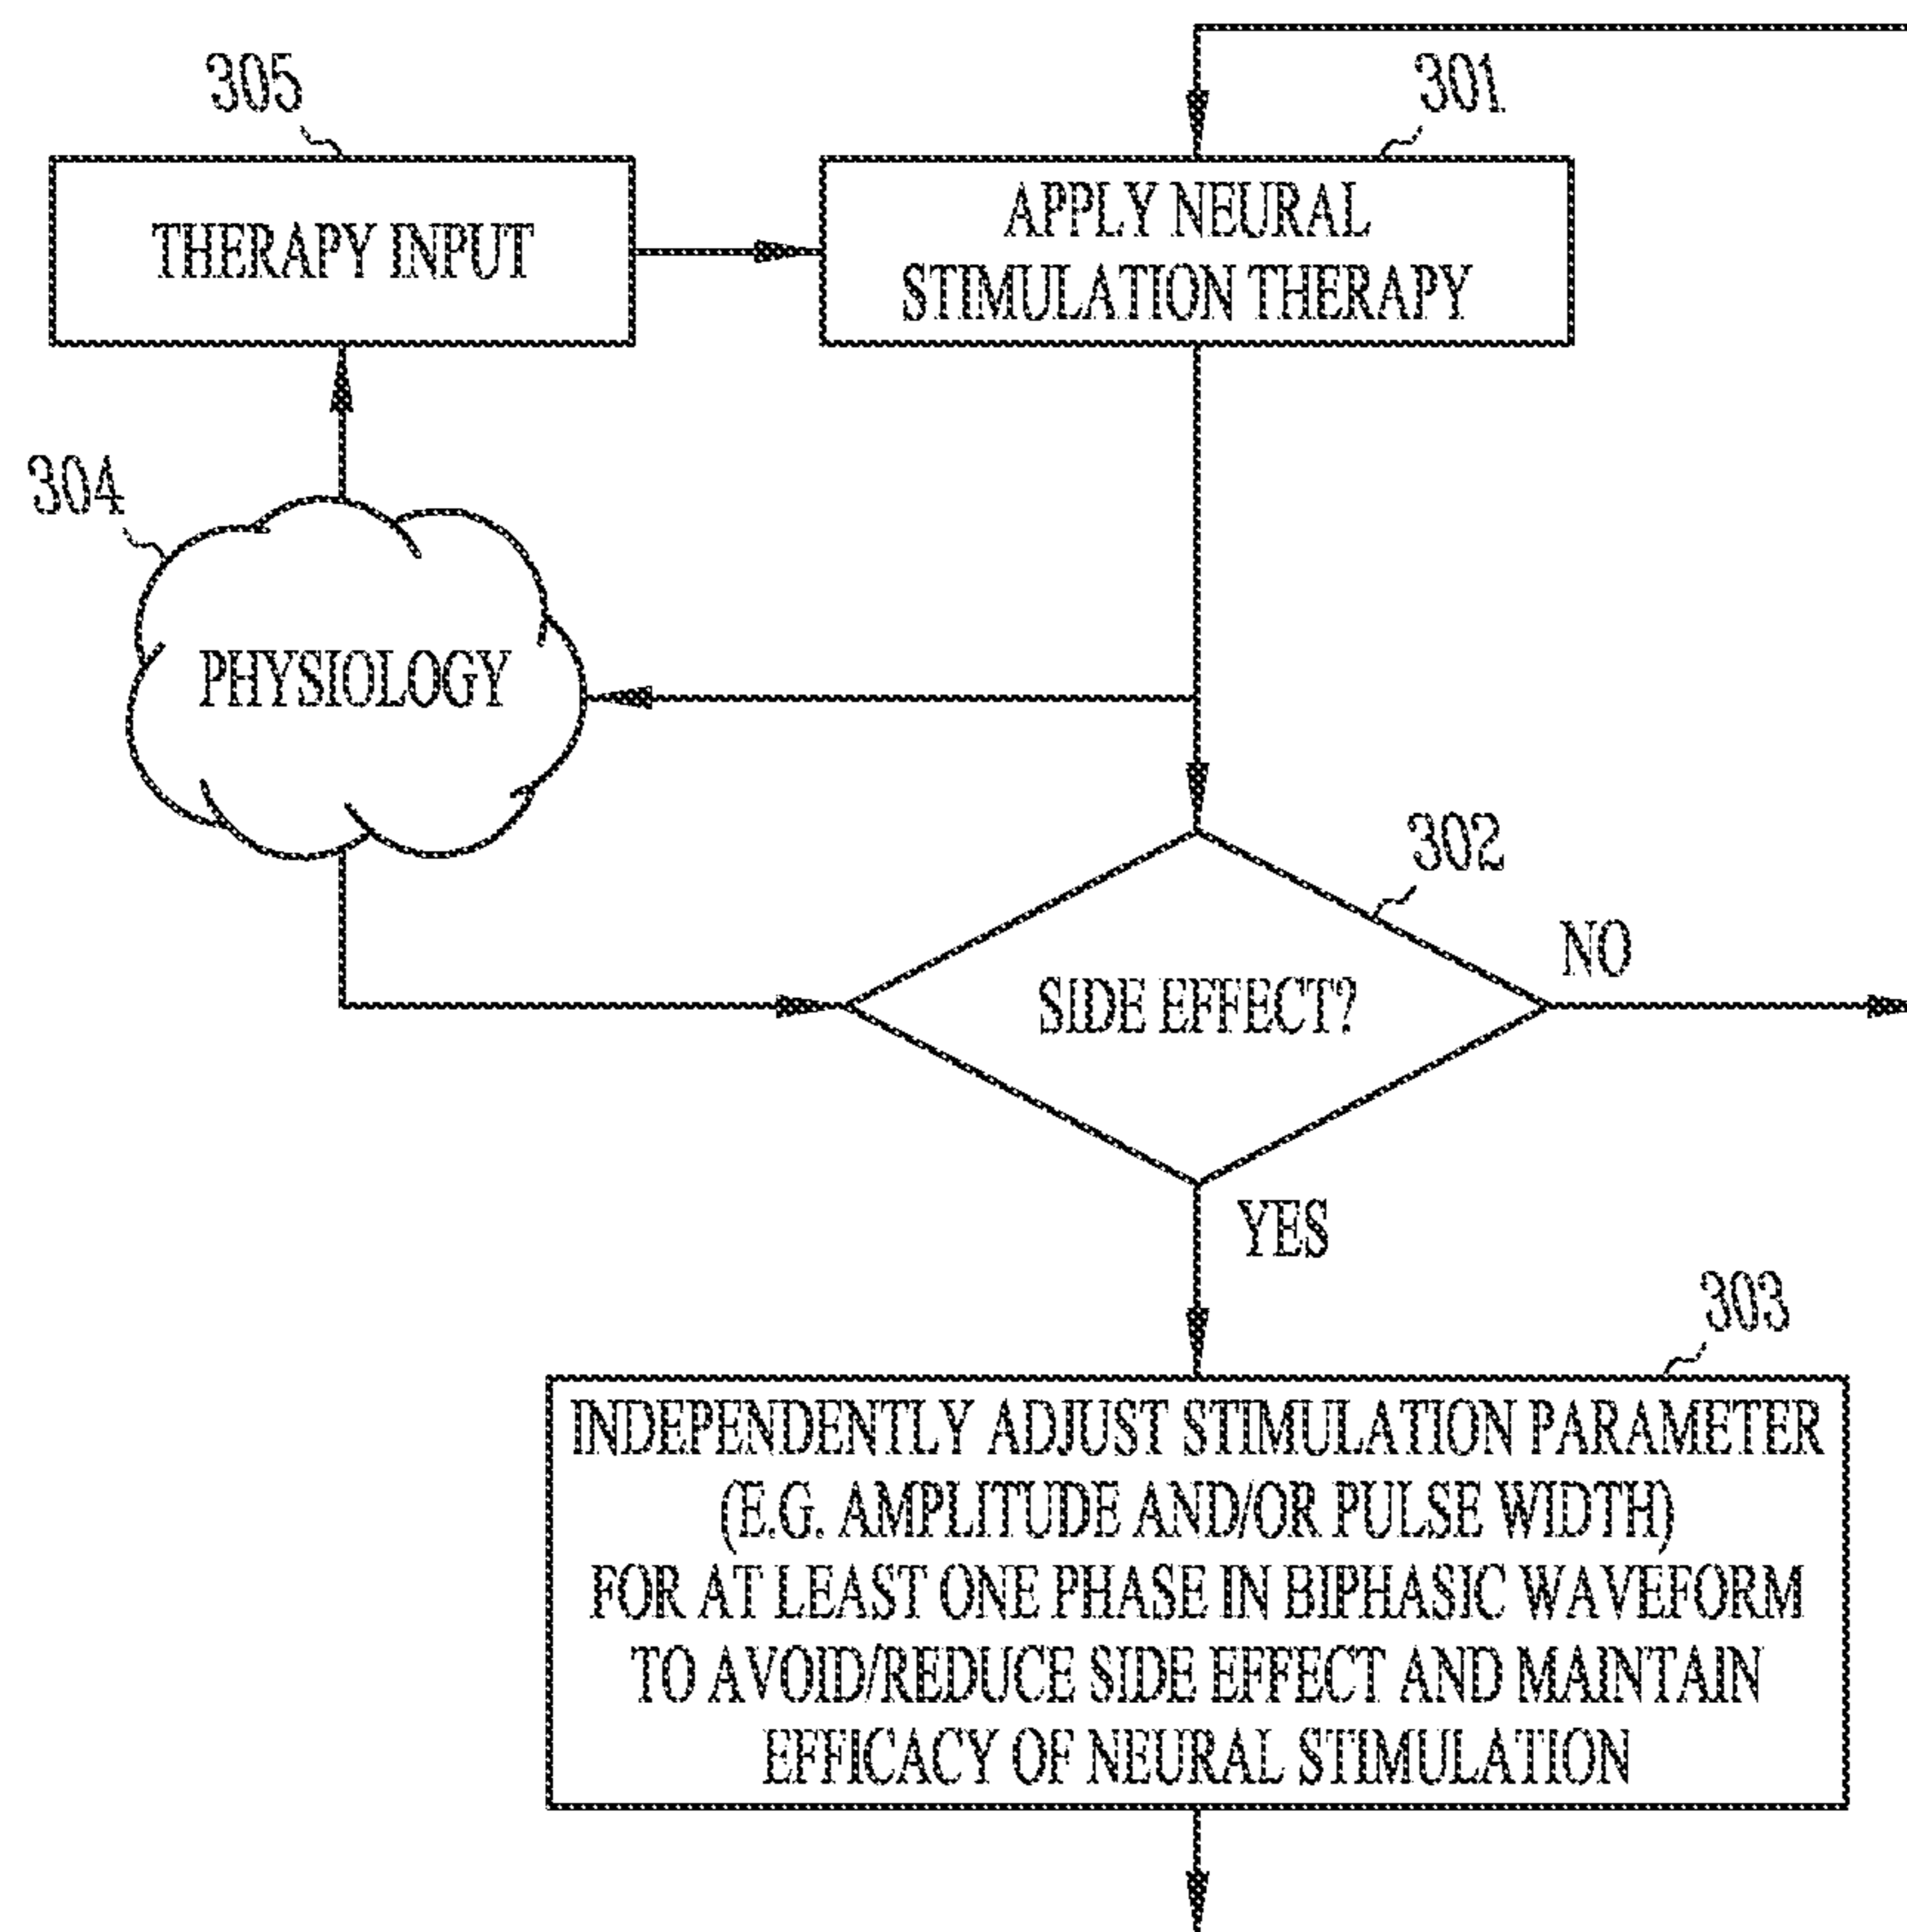 305
301
THERAPY INPUT
APPLY NEURAL
STIMULATION THERAPY
304
PHYSIOLOGY
302
SIDE EFFECT?
NO
YES
303
INDEPENDENTLY ADJUST STIMULATION PARAMETER
(E.G. AMPLITUDE AND/OR PULSE WIDTH)
FOR AT LEAST ONE PHASE IN BIPHASIC WAVEFORM
TO AVOID/REDUCE SIDE EFFECT AND MAINTAIN
EFFICACY OF NEURAL STIMULATION